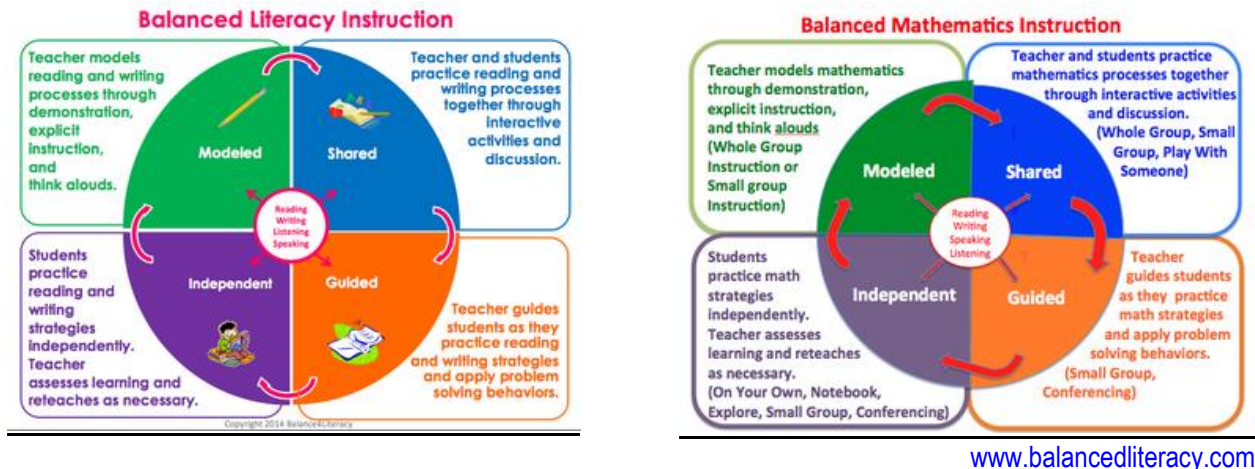 Balanced Literacy Instruction
Teacher models
reading and writing
processes through
demonstration,
explicit
instruction,
and
think alouds.
Teacher and students
practice reading and
writing processes
together through
interactive
activities and
discussion.
Modeled
Shared
Reading
Writing
Listening
Speaking
Independent
Guided
Students
practice
reading and
writing
strategies
independently.
Teacher
assesses learning and
reteaches as necessary.
Teacher guides
students as they
practice reading
and writing strategies
and apply problem
solving behaviors.
Copyright 2014 Balance4Literacy
Balanced Mathematics Instruction
Teacher models mathematics
through demonstration,
explicit instruction,
and think alouds
(Whole Group
Instruction or
Small group
Instruction)
Teacher and students practice
mathematics processes together
through interactive activities
and discussion.
(Whole Group, Small
Group, Play With
Someone)
Modeled
Shared
Reading
Writing
Speaking
Listening
Independent
Guided
Students
practice math
strategies
independently.
Teacher assesses
learning and reteaches
as necessary.
(On Your Own, Notebook,
Explore, Small Group, Conferencing)
Teacher
guides students
as they practice
math strategies
and apply problem
solving behaviors.
(Small Group,
Conferencing)
www.balancedliteracy.com